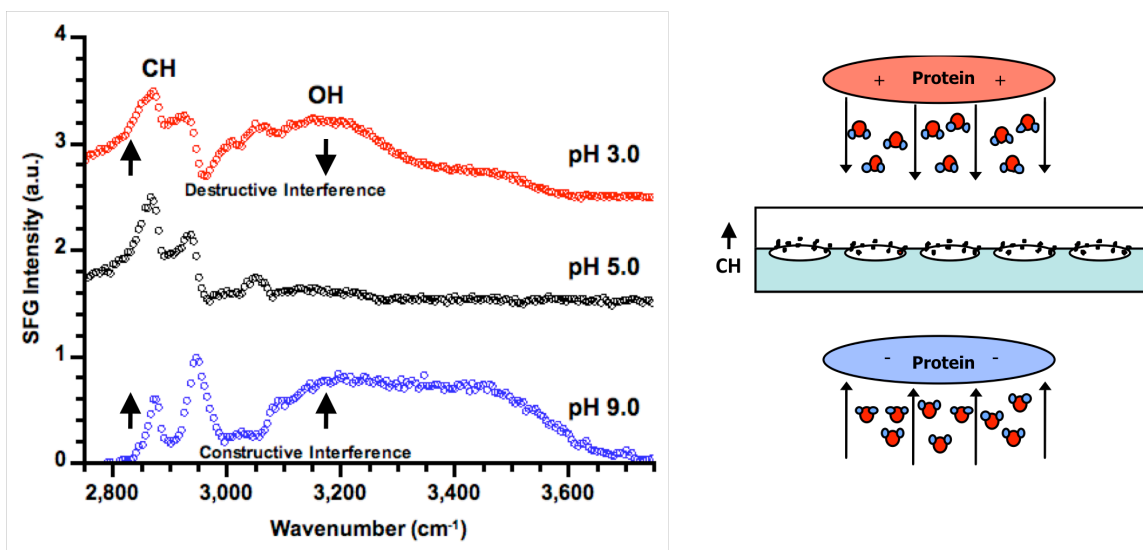 SFG Intensity (a.u.)
4
3
2
1
0
CH
OH
pH 3.0
Destructive Interference
pH 5.0
pH 9.0
Constructive Interference
2,800
3,000
3,200
3,400
3,600
Wavenumber (cm-1)
+ Protein +
CH
- Protein -